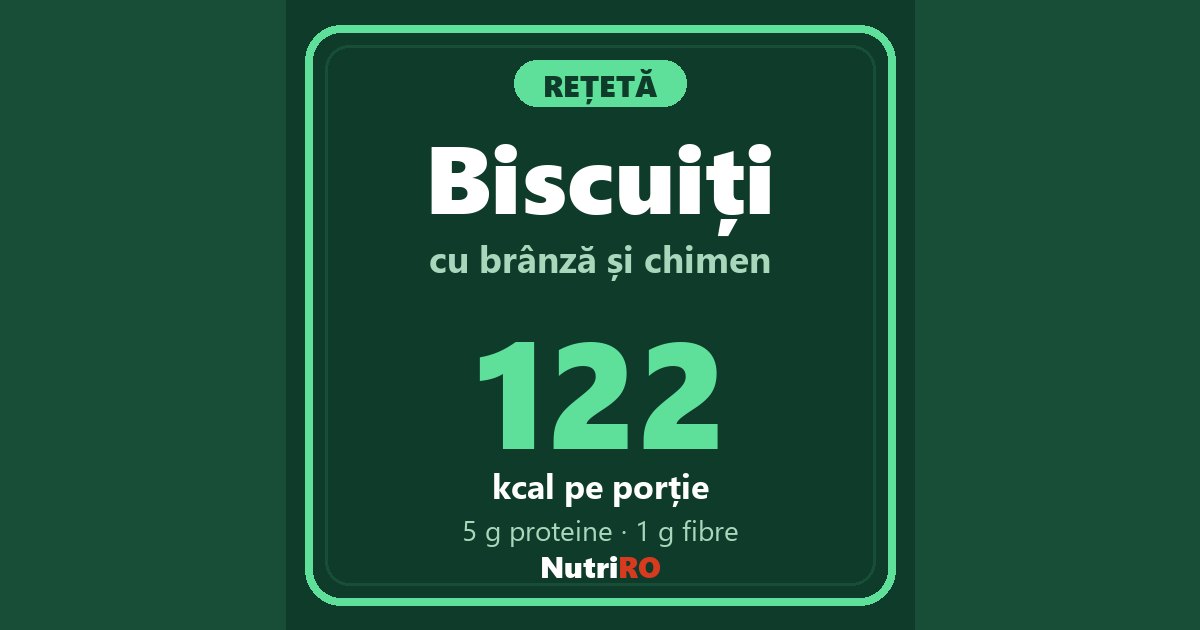 REȚETĂ
Biscuiți
cu brânză și chimen
122
kcal pe porție
5 g proteine · 1 g fibre
NutriRO